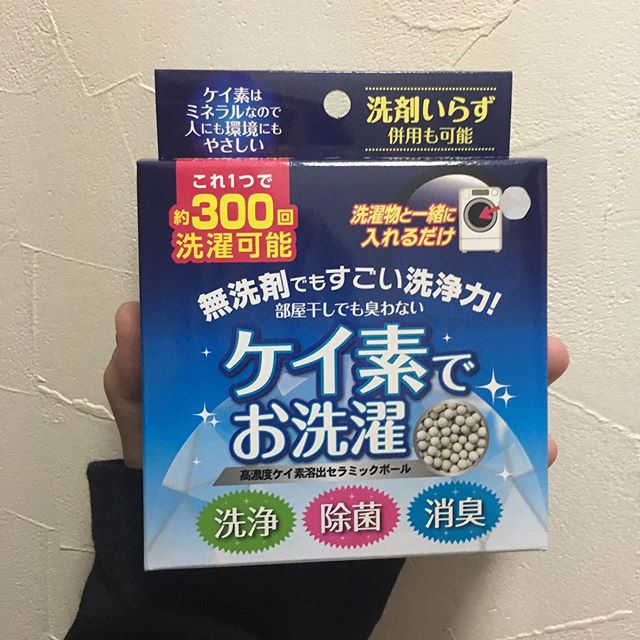 ケイ素は
ミネラルなので
人にも環境にも
やさしい
洗剤いらず
併用も可能
これ1つで
約300回
洗濯可能
洗濯物と一緒に
入れるだけ
無洗剤でもすごい洗浄力!
部屋干しでも臭わない
ケイ素で
お洗濯
高濃度ケイ素溶出セラミックボール
洗浄
除菌
消臭